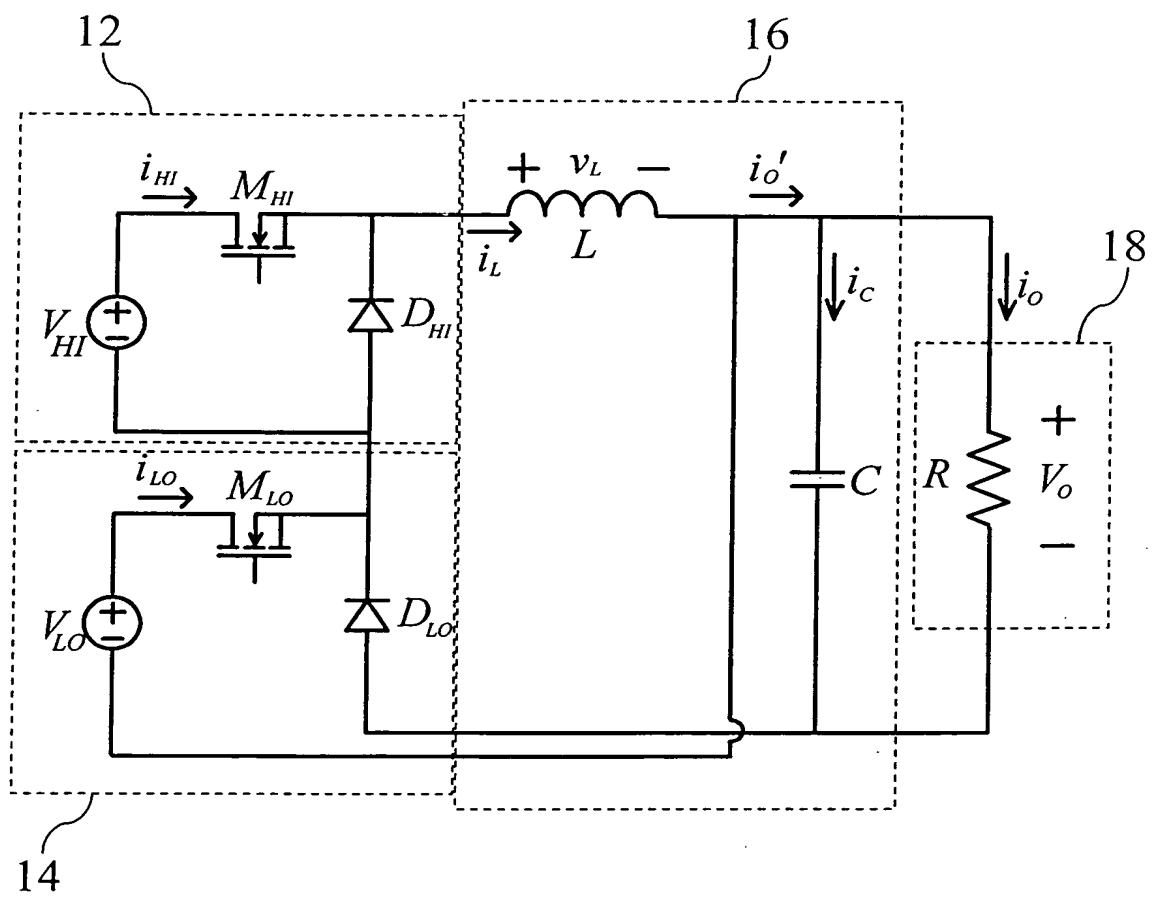 12
16
i_HI
M_HI
+ v_L −
i_O'
L
i_L
18
i_C
i_O
+
−
V_HI
D_HI
i_LO
M_LO
C
R
+
V_O
−
+
−
V_LO
D_LO
14